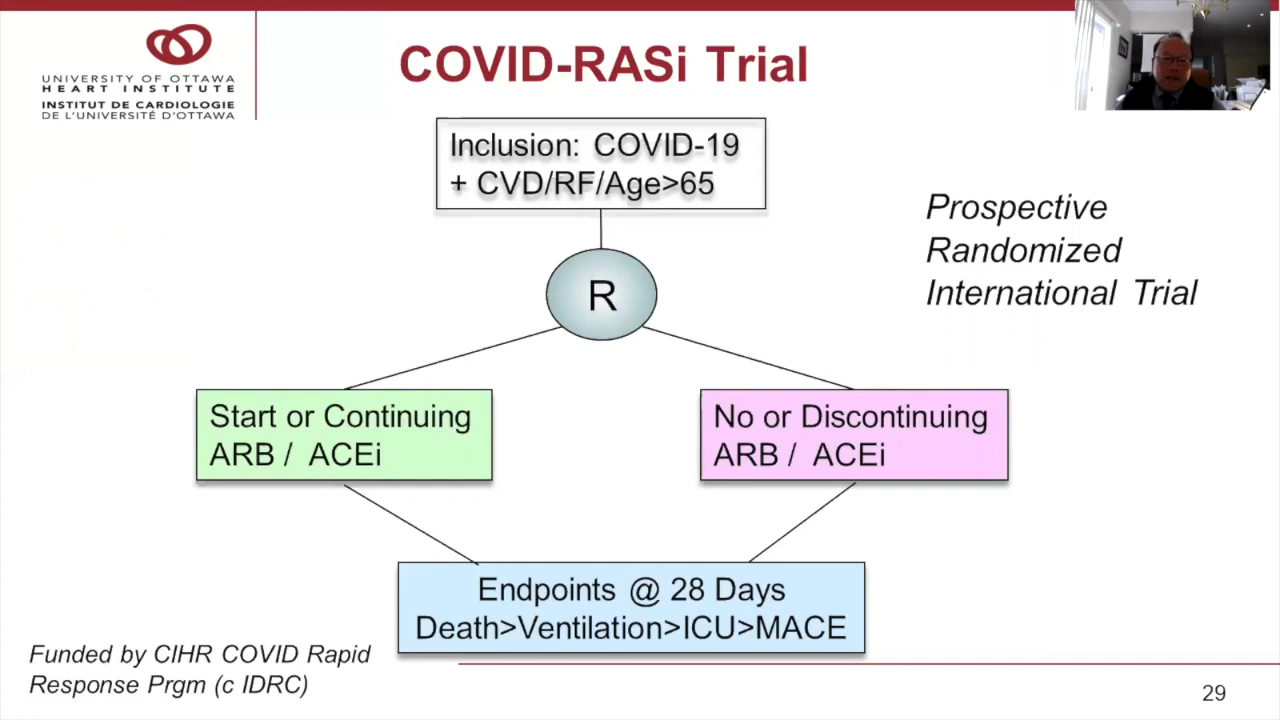 UNIVERSITY OF OTTAWA
HEART INSTITUTE
INSTITUT DE CARDIOLOGIE
DE L'UNIVERSITÉ D'OTTAWA
COVID-RASi Trial
Inclusion: COVID-19
+ CVD/RF/Age>65
Prospective
Randomized
International Trial
R
Start or Continuing
ARB / ACEi
No or Discontinuing
ARB / ACEi
Endpoints @ 28 Days
Death>Ventilation>ICU>MACE
Funded by CIHR COVID Rapid
Response Prgm (c IDRC)
29